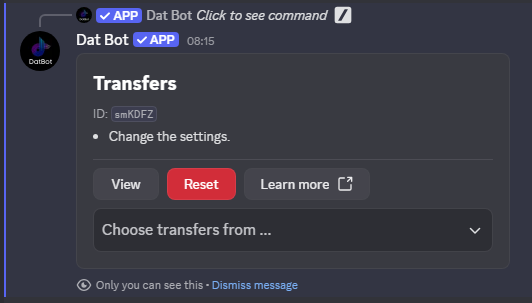 ✓ APP Dat Bot Click to see command
Dat Bot ✓ APP 08:15
DatBot
Transfers
ID: smKDFZ
• Change the settings.
View Reset Learn more
Choose transfers from ...
Only you can see this • Dismiss message